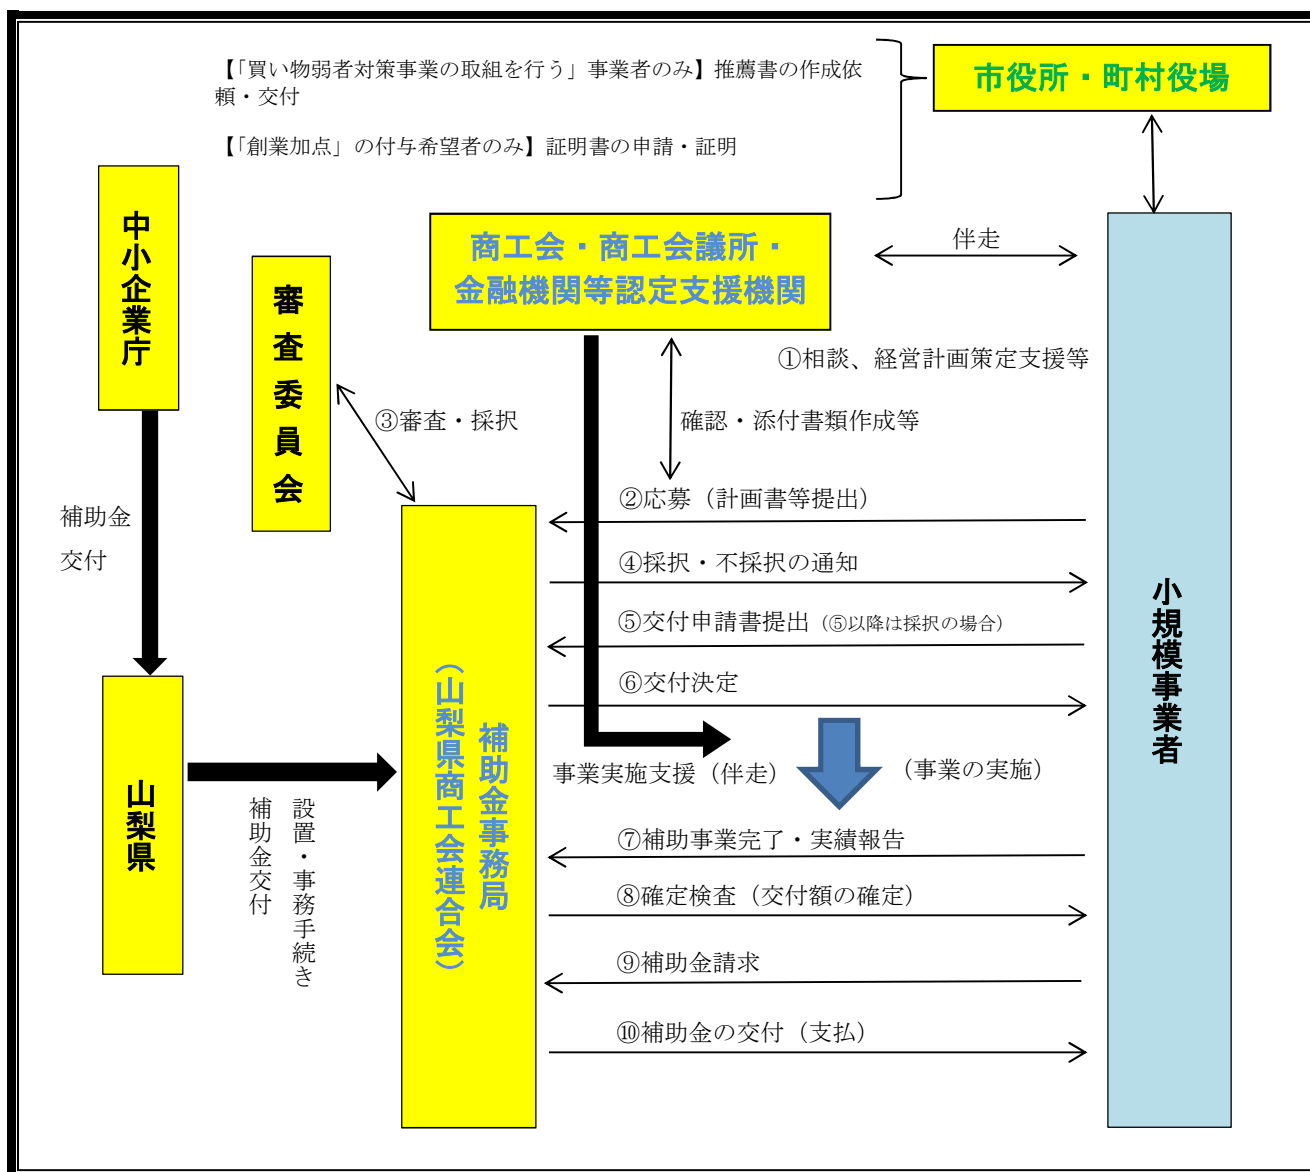 【「買い物弱者対策事業の取組を行う」事業者のみ】推薦書の作成依
頼・交付
【「創業加点」の付与希望者のみ】証明書の申請・証明
市役所・町村役場
中小企業庁
審査委員会
商工会・商工会議所・
金融機関等認定支援機関
伴走
①相談、経営計画策定支援等
③審査・採択
確認・添付書類作成等
補助金
交付
②応募（計画書等提出）
④採択・不採択の通知
⑤交付申請書提出（⑤以降は採択の場合）
⑥交付決定
小規模事業者
山梨県
設置・事務手続き
補助金交付
補助金事務局
（山梨県商工会連合会）
事業実施支援（伴走）
（事業の実施）
⑦補助事業完了・実績報告
⑧確定検査（交付額の確定）
⑨補助金請求
⑩補助金の交付（支払）